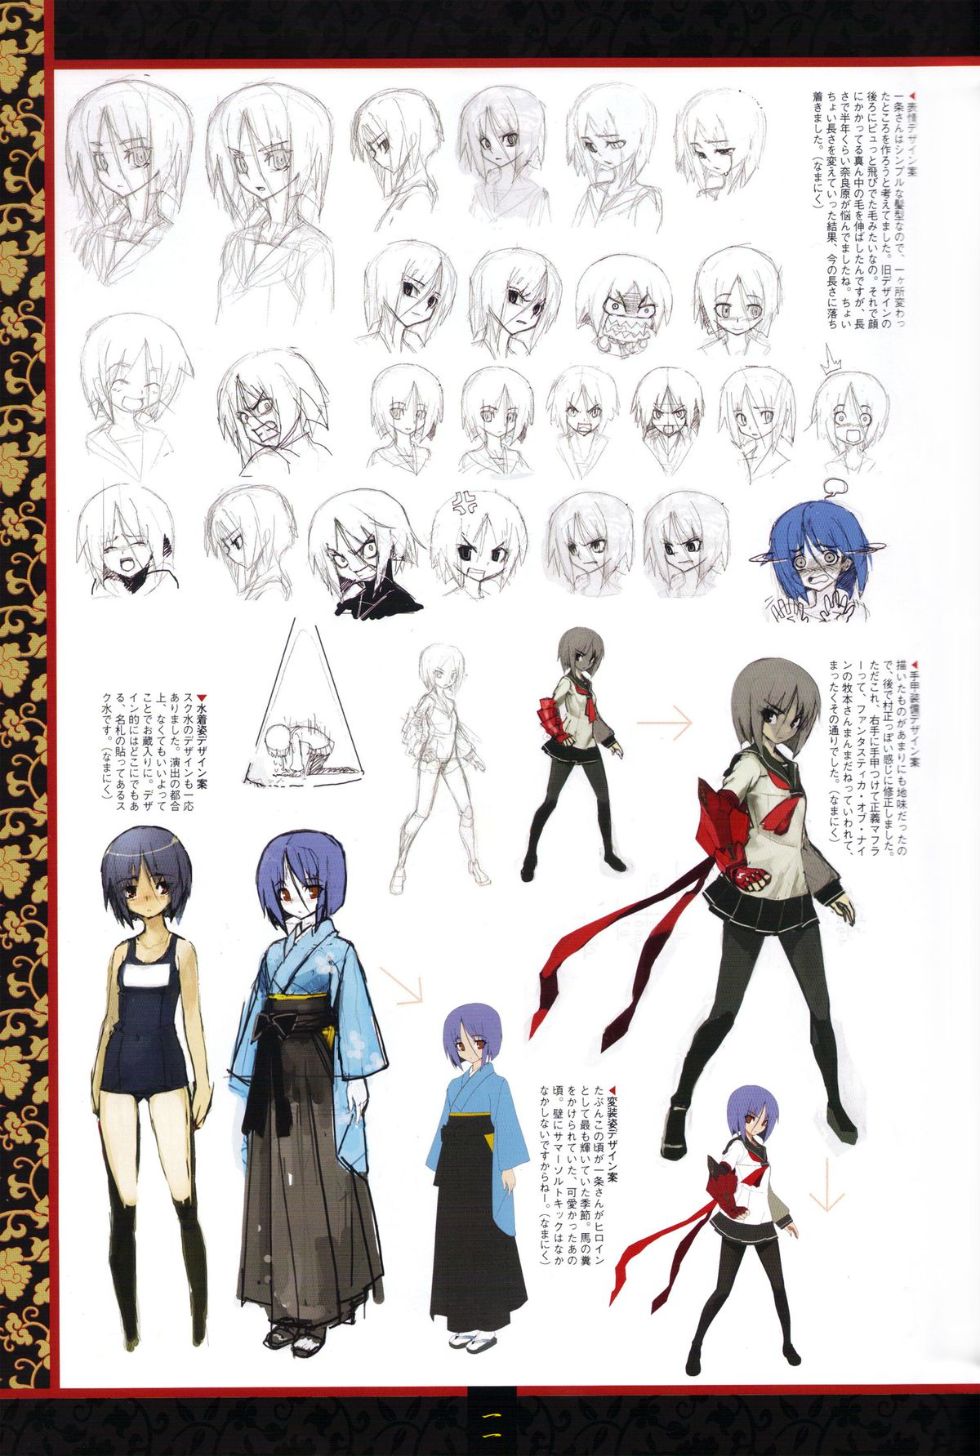 ◀表情デザイン案
一条さんはシンプルな髪型なので、一ヶ所変わっ
たところを作ろうと考えてました。旧デザインの
後ろにピュっと飛びでた毛みたいなの。それで顔
にかかってる真ん中の毛を伸ばしたんですが、長
さで半年くらい奈良原が悩んでましたね。ちょい
ちょい長さを変えていった結果、今の長さに落ち
着きました。（なまにく）
◀手甲装備デザイン案
描いたものがあまりにも地味だったの
で、後で村正っぽい感じに修正しました。
ただこれ、右手に手甲つけて正義マフラ
ーって、ファンタスティカ・オブ・ナイ
ンの牧本さんまんまだねっていわれて、
まったくその通りでした。（なまにく）
▼水着姿デザイン案
スク水のデザインも一応
ありました。演出の都合
上、なくてもいいよって
ことでお蔵入りに。デザ
イン的にはどこにでもあ
る、名札の貼ってあるス
ク水です。（なまにく）
◀変装姿デザイン案
たぶんこの頃が一条さんがヒロイン
として最も輝いていた季節。馬の糞
をかけられていた、可愛かったあの
頃。壁にサマーソルトキックはなか
なかしないですからねー。（なまにく）
一一